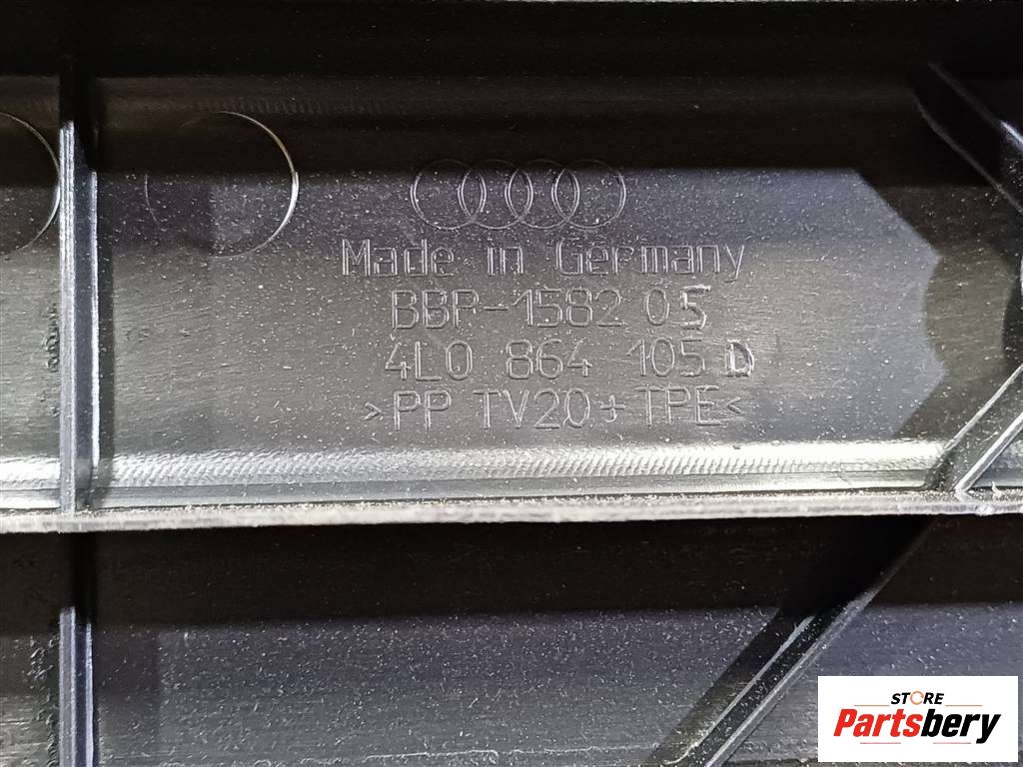 Made in Germany
BBP-1582 05
4L0 864 105 D
>PP TV20+TPE<
STORE
Partsbery